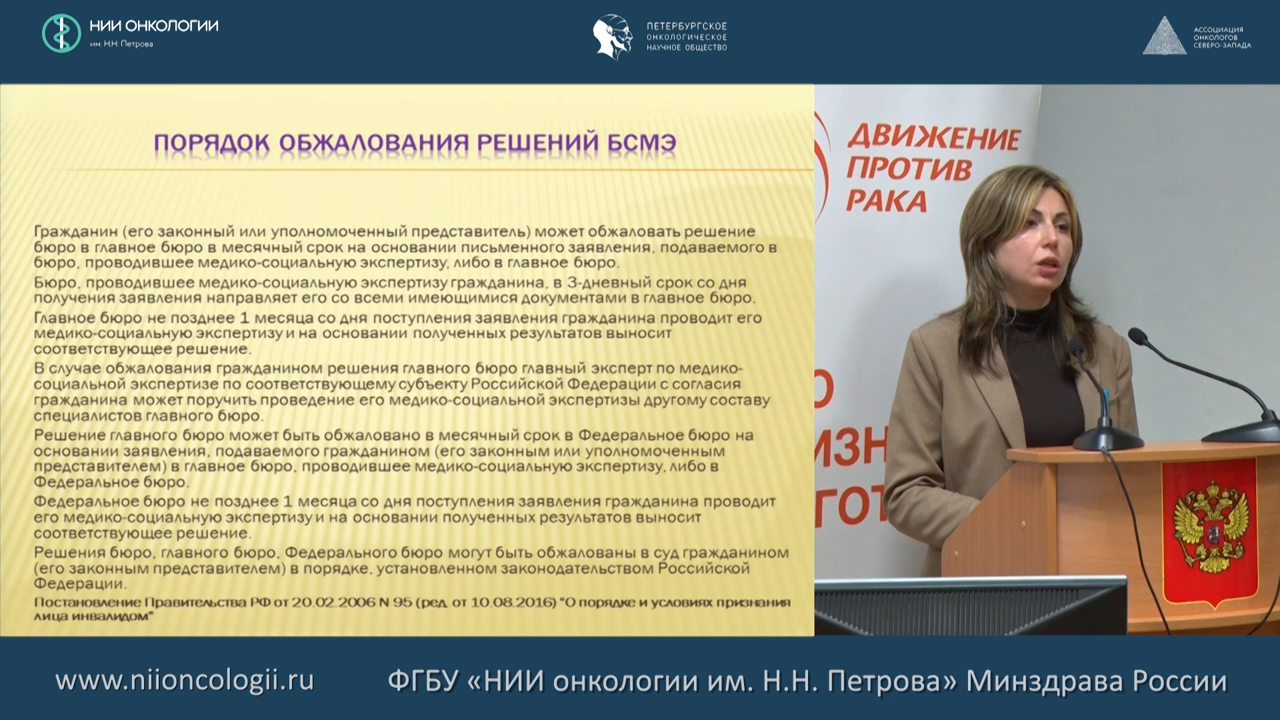 НИИ ОНКОЛОГИИ
им. Н.Н. Петрова
ПЕТЕРБУРГСКОЕ
ОНКОЛОГИЧЕСКОЕ
НАУЧНОЕ ОБЩЕСТВО
АССОЦИАЦИЯ
ОНКОЛОГОВ
СЕВЕРО-ЗАПАДА
ПОРЯДОК ОБЖАЛОВАНИЯ РЕШЕНИЙ БСМЭ
Гражданин (его законный или уполномоченный представитель) может обжаловать решение
бюро в главное бюро в месячный срок на основании письменного заявления, подаваемого в
бюро, проводившее медико-социальную экспертизу, либо в главное бюро.
Бюро, проводившее медико-социальную экспертизу гражданина, в 3-дневный срок со дня
получения заявления направляет его со всеми имеющимися документами в главное бюро.
Главное бюро не позднее 1 месяца со дня поступления заявления гражданина проводит его
медико-социальную экспертизу и на основании полученных результатов выносит
соответствующее решение.
В случае обжалования гражданином решения главного бюро главный эксперт по медико-
социальной экспертизе по соответствующему субъекту Российской Федерации с согласия
гражданина может поручить проведение его медико-социальной экспертизы другому составу
специалистов главного бюро.
Решение главного бюро может быть обжаловано в месячный срок в Федеральное бюро на
основании заявления, подаваемого гражданином (его законным или уполномоченным
представителем) в главное бюро, проводившее медико-социальную экспертизу, либо в
Федеральное бюро.
Федеральное бюро не позднее 1 месяца со дня поступления заявления гражданина проводит
его медико-социальную экспертизу и на основании полученных результатов выносит
соответствующее решение.
Решения бюро, главного бюро, Федерального бюро могут быть обжалованы в суд гражданином
(его законным представителем) в порядке, установленном законодательством Российской
Федерации.
Постановление Правительства РФ от 20.02.2006 N 95 (ред. от 10.08.2016) "О порядке и условиях признания
лица инвалидом"
ДВИЖЕНИЕ
ПРОТИВ
РАКА
О
ИЗН
ГОТ
www.niioncologii.ru
ФГБУ «НИИ онкологии им. Н.Н. Петрова» Минздрава России